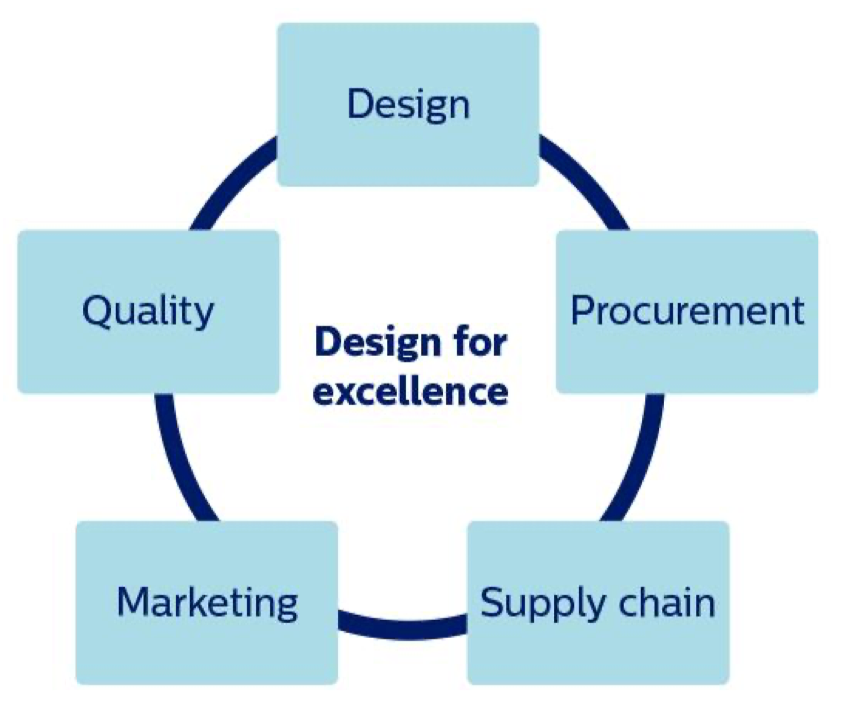 Design
Quality
Procurement
Design for
excellence
Marketing
Supply chain